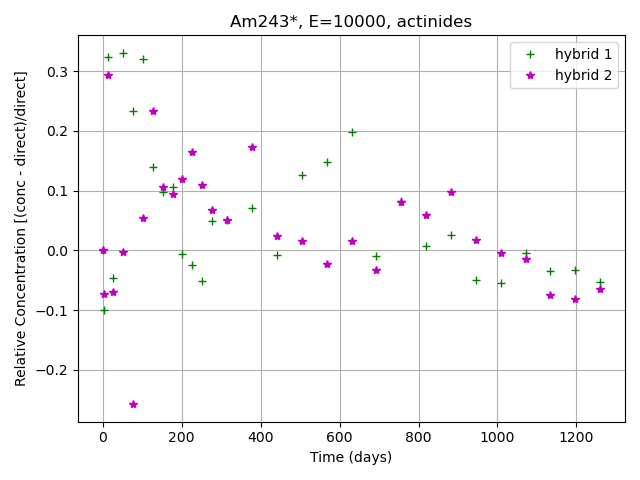 Am243*, E=10000, actinides
Relative Concentration [(conc - direct)/direct]
0.3
0.2
0.1
0.0
−0.1
−0.2
hybrid 1
hybrid 2
0 200 400 600 800 1000 1200
Time (days)